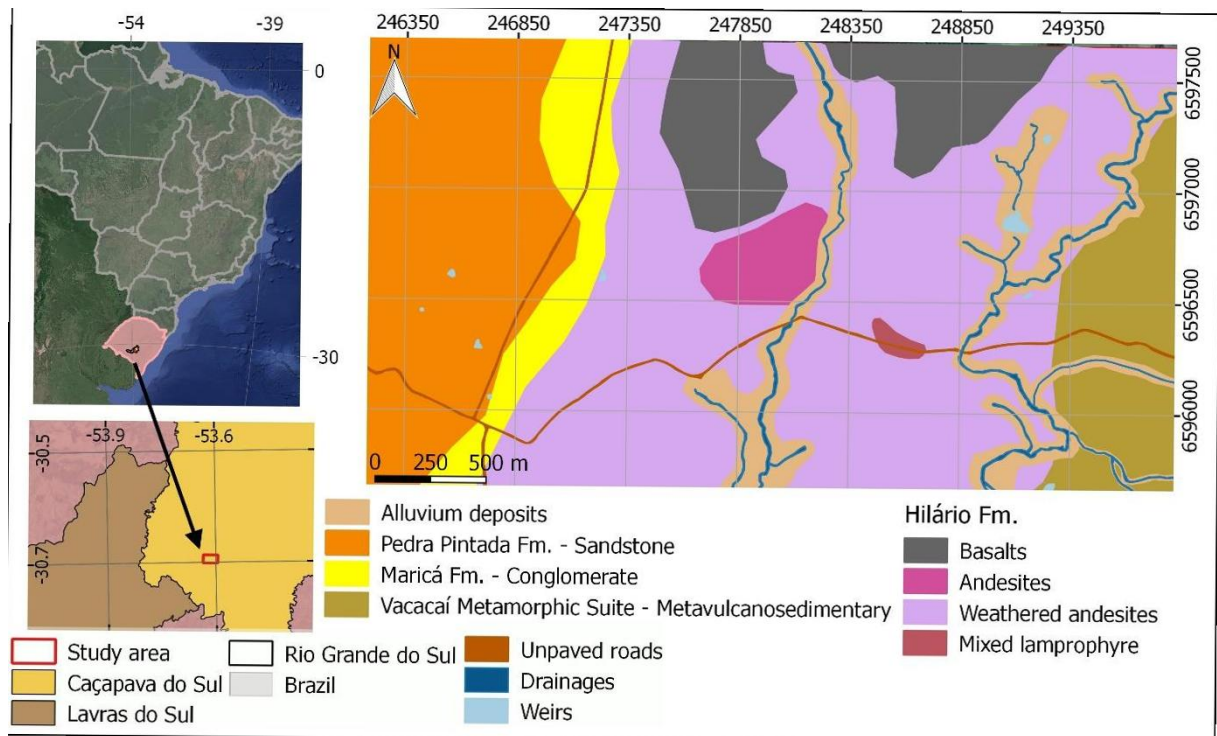 -54
-39
0
-30
-53.9
-53.6
-30.5
-30.7
246350 246850 247350 247850 248350 248850 249350
N
6597500
6597000
6596500
6596000
0 250 500 m
Alluvium deposits
Pedra Pintada Fm. - Sandstone
Maricá Fm. - Conglomerate
Vacacaí Metamorphic Suite - Metavulcanosedimentary
Hilário Fm.
Basalts
Andesites
Weathered andesites
Mixed lamprophyre
Study area
Caçapava do Sul
Lavras do Sul
Rio Grande do Sul
Brazil
Unpaved roads
Drainages
Weirs